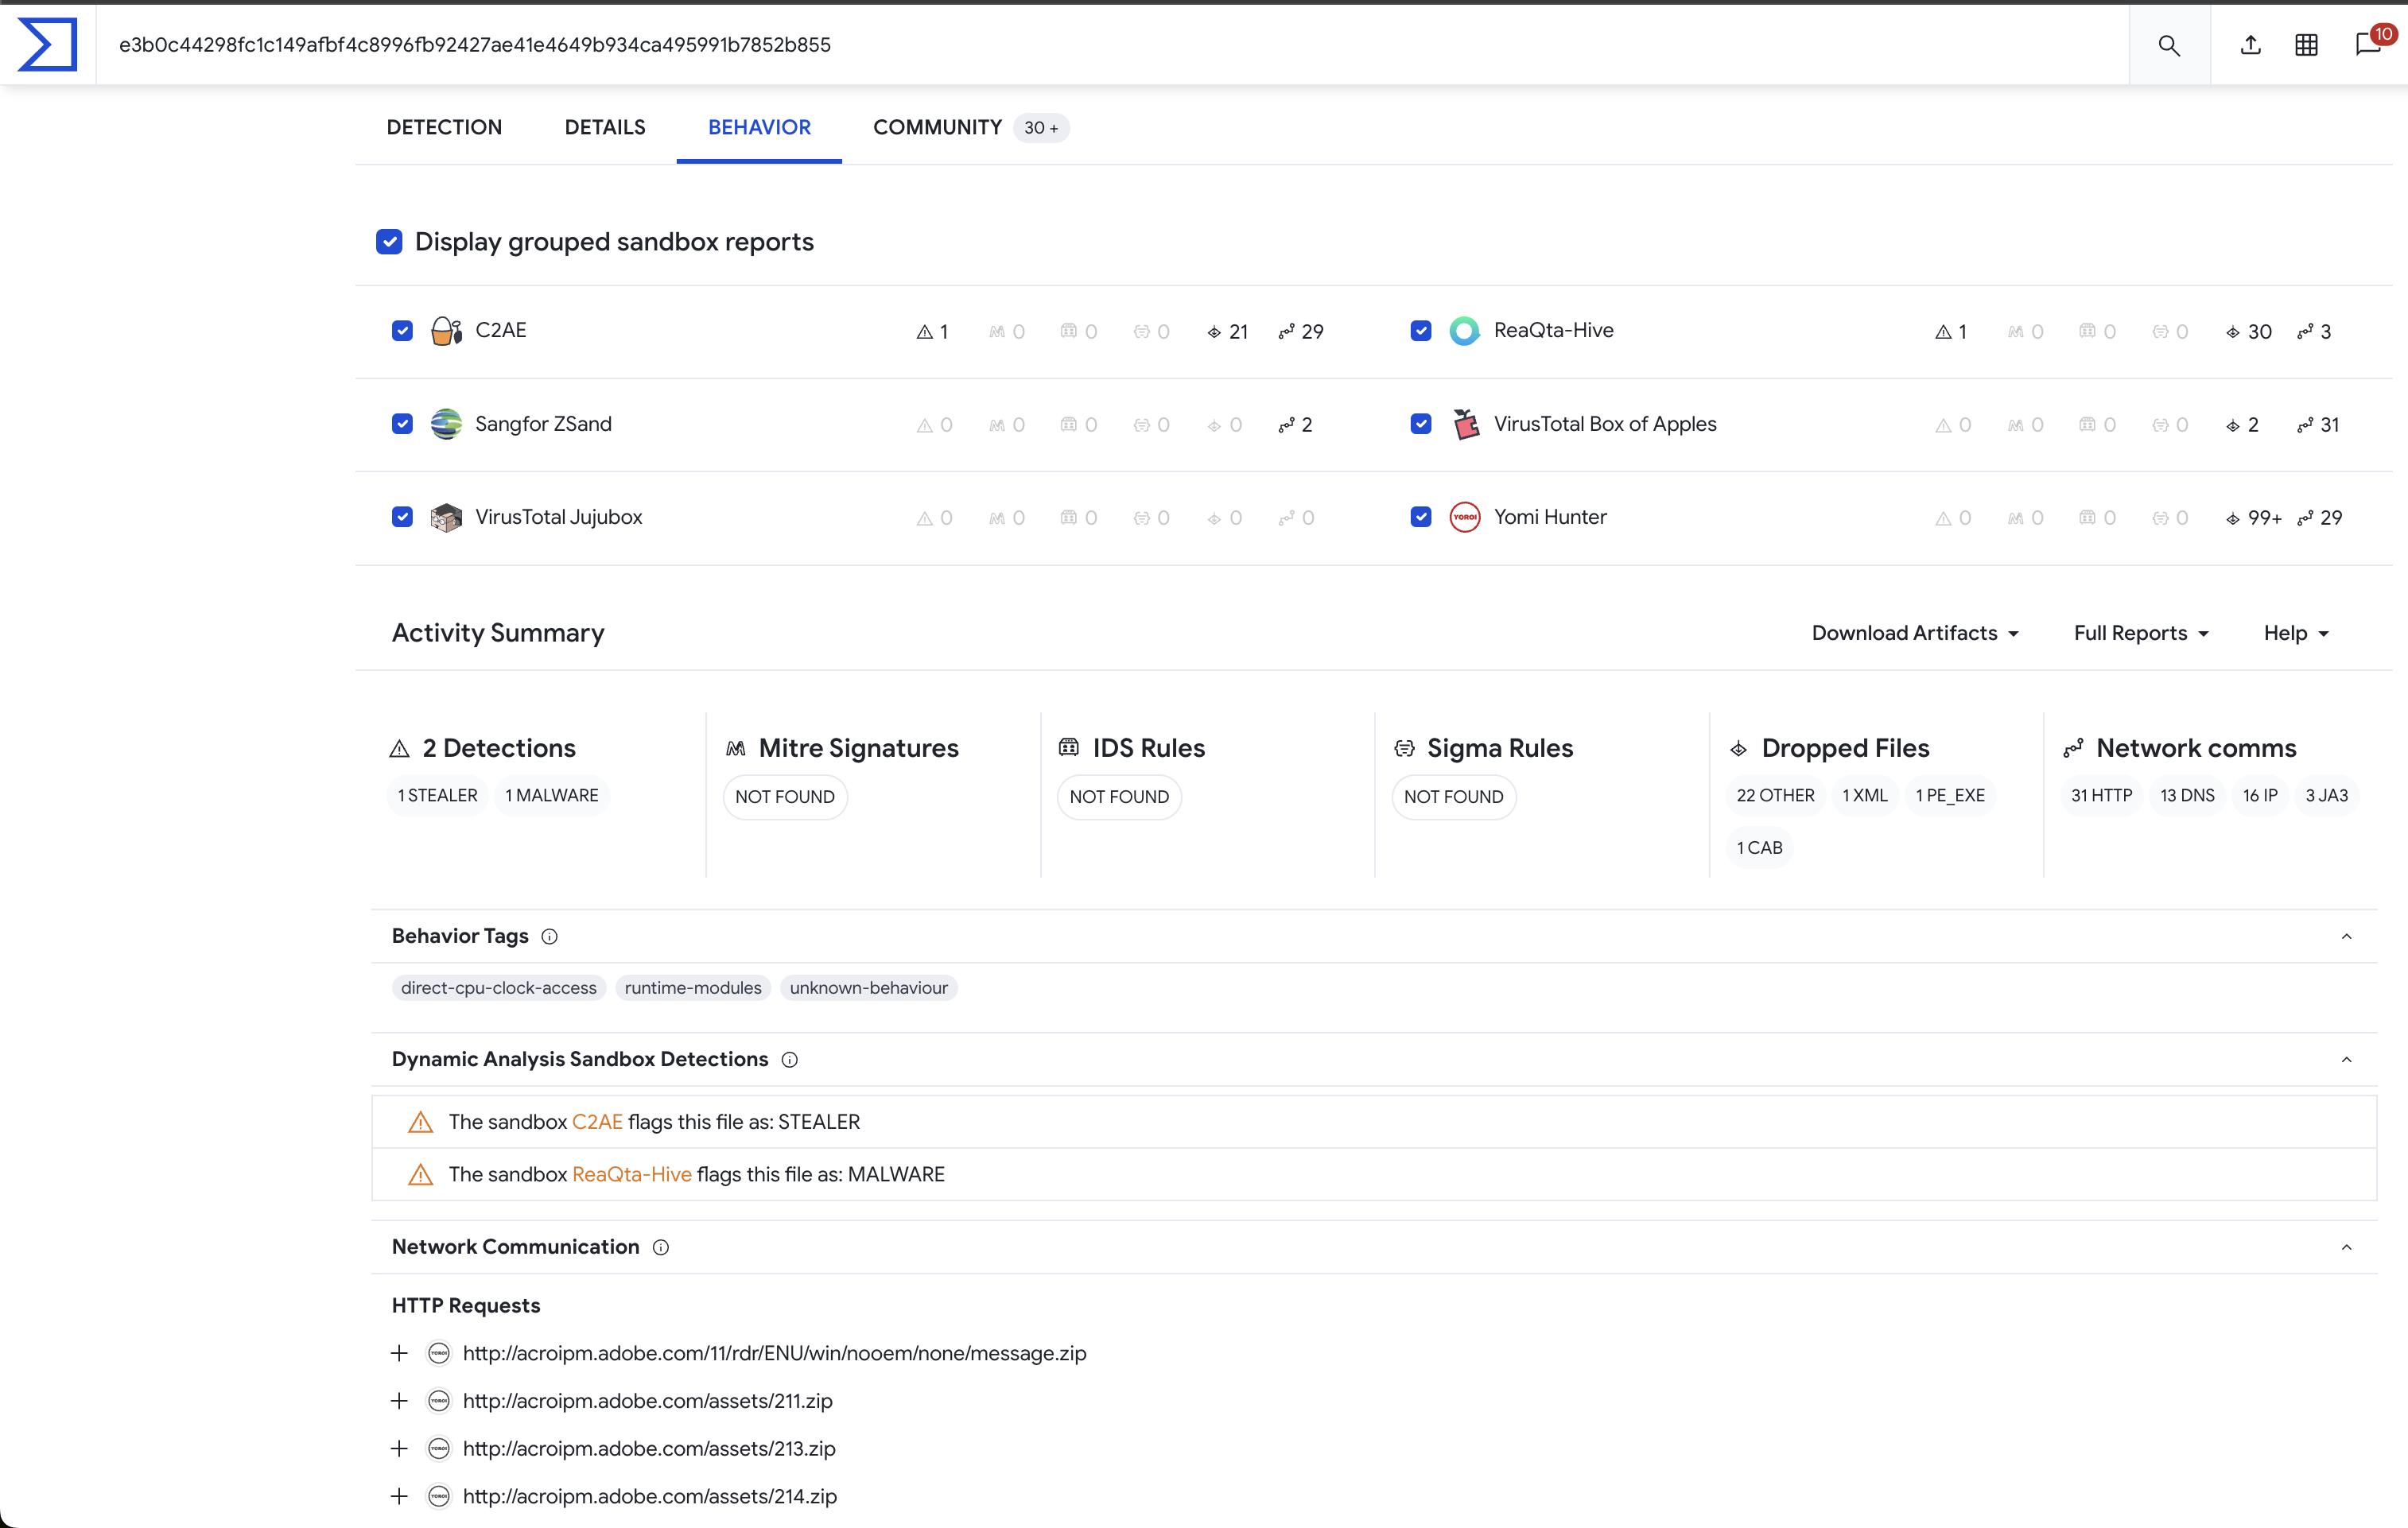 e3b0c44298fc1c149afbf4c8996fb92427ae41e4649b934ca495991b7852b855
10
DETECTION DETAILS BEHAVIOR COMMUNITY 30 +
Display grouped sandbox reports
C2AE 1 0 0 0 21 29 ReaQta-Hive 1 0 0 0 30 3
Sangfor ZSand 0 0 0 0 0 2 VirusTotal Box of Apples 0 0 0 0 2 31
VirusTotal Jujubox 0 0 0 0 0 0 YOROI Yomi Hunter 0 0 0 0 99+ 29
Activity Summary Download Artifacts Full Reports Help
2 Detections Mitre Signatures IDS Rules Sigma Rules Dropped Files Network comms
1 STEALER 1 MALWARE NOT FOUND NOT FOUND NOT FOUND 22 OTHER 1 XML 1 PE_EXE 31 HTTP 13 DNS 16 IP 3 JA3
1 CAB
Behavior Tags
direct-cpu-clock-access runtime-modules unknown-behaviour
Dynamic Analysis Sandbox Detections
The sandbox C2AE flags this file as: STEALER
The sandbox ReaQta-Hive flags this file as: MALWARE
Network Communication
HTTP Requests
YOROI http://acroipm.adobe.com/11/rdr/ENU/win/nooem/none/message.zip
YOROI http://acroipm.adobe.com/assets/211.zip
YOROI http://acroipm.adobe.com/assets/213.zip
YOROI http://acroipm.adobe.com/assets/214.zip